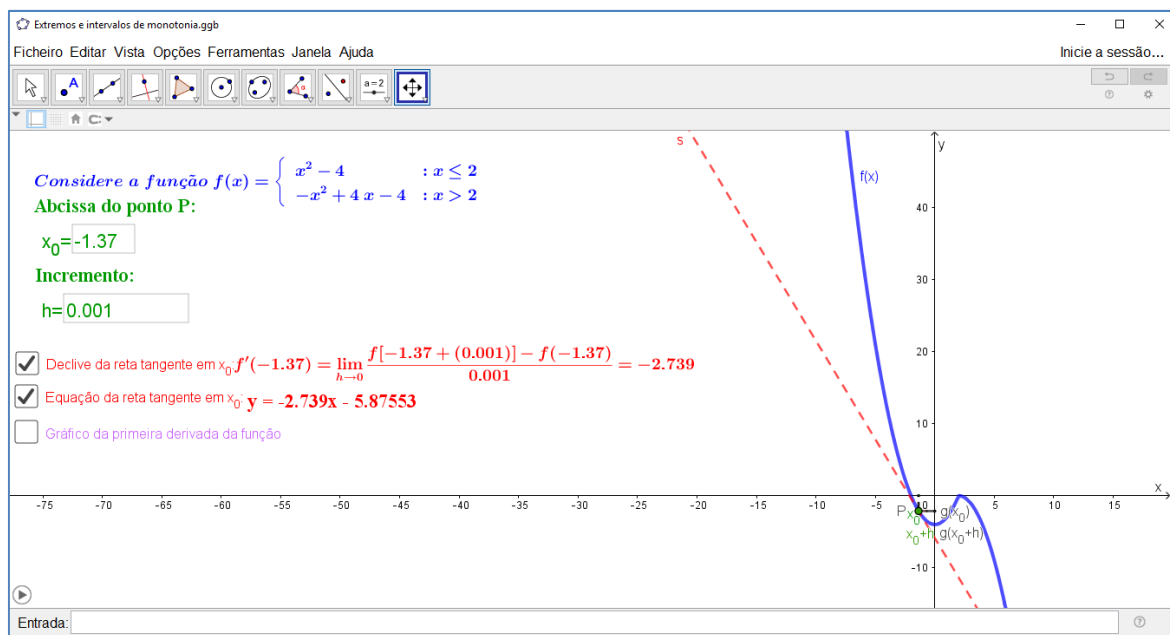 Extremos e intervalos de monotonia.ggb
Ficheiro Editar Vista Opções Ferramentas Janela Ajuda
Inicie a sessão...
A
a=2
Considere a função f(x) = { x² − 4 : x ≤ 2
−x² + 4 x − 4 : x > 2
Abcissa do ponto P:
x₀=-1.37
Incremento:
h=0.001
Declive da reta tangente em x₀: f′(−1.37) = lim h→0 f[−1.37 + (0.001)] − f(−1.37) / 0.001 = −2.739
Equação da reta tangente em x₀: y = -2.739x - 5.87553
Gráfico da primeira derivada da função
s
f(x)
y
40
30
20
10
x
-75 -70 -65 -60 -55 -50 -45 -40 -35 -30 -25 -20 -15 -10 -5 0 5 10 15
P x₀ g(x₀)
x₀+h g(x₀+h)
-10
Entrada: